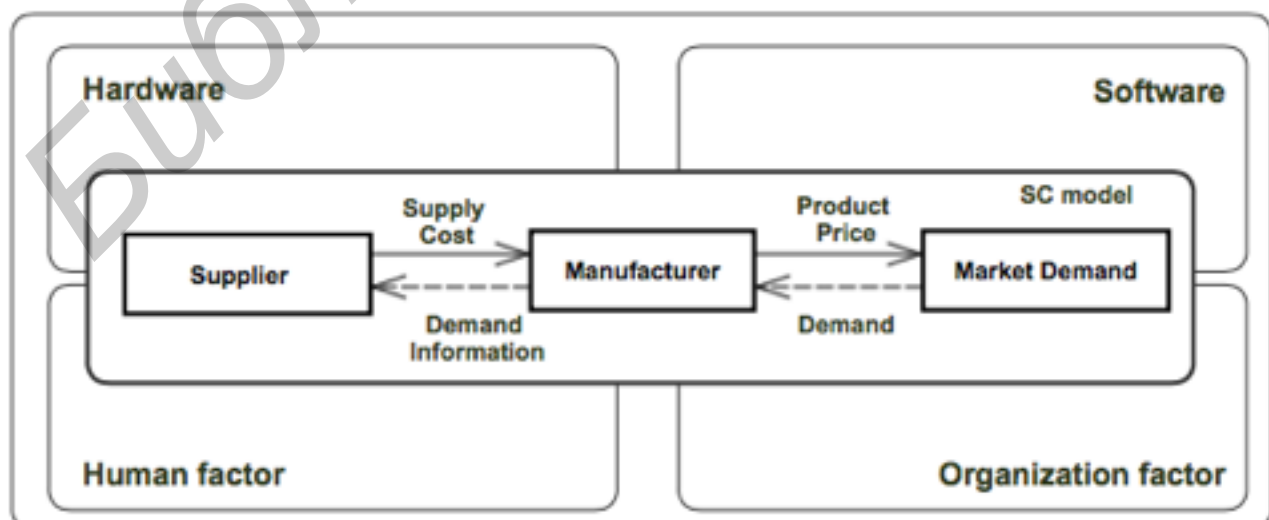 Hardware
Software
SC model
Supply
Cost
Product
Price
Supplier
Manufacturer
Market Demand
Demand
Information
Demand
Human factor
Organization factor